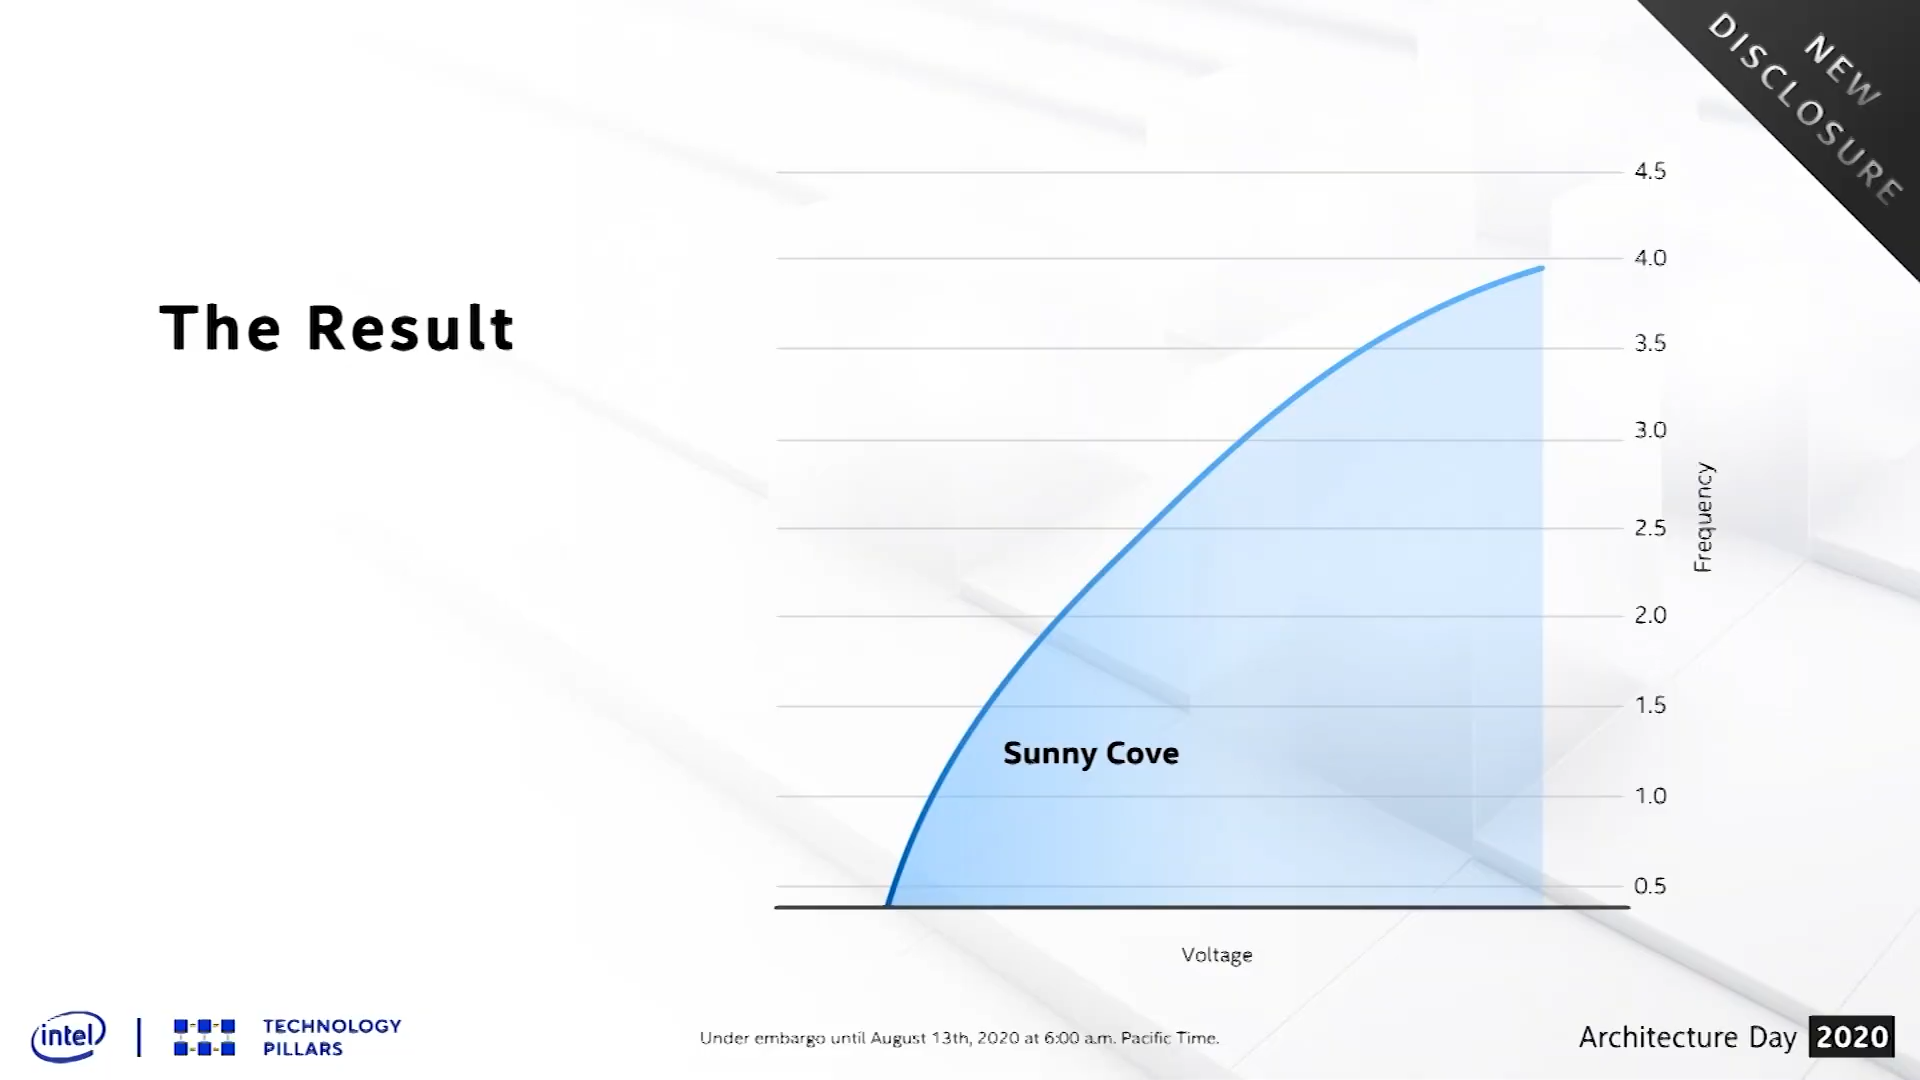 NEW
DISCLOSURE
The Result
4.5
4.0
3.5
3.0
2.5
2.0
1.5
1.0
0.5
Frequency
Sunny Cove
Voltage
intel
TECHNOLOGY
PILLARS
Under embargo until August 13th, 2020 at 6:00 a.m. Pacific Time.
Architecture Day 2020